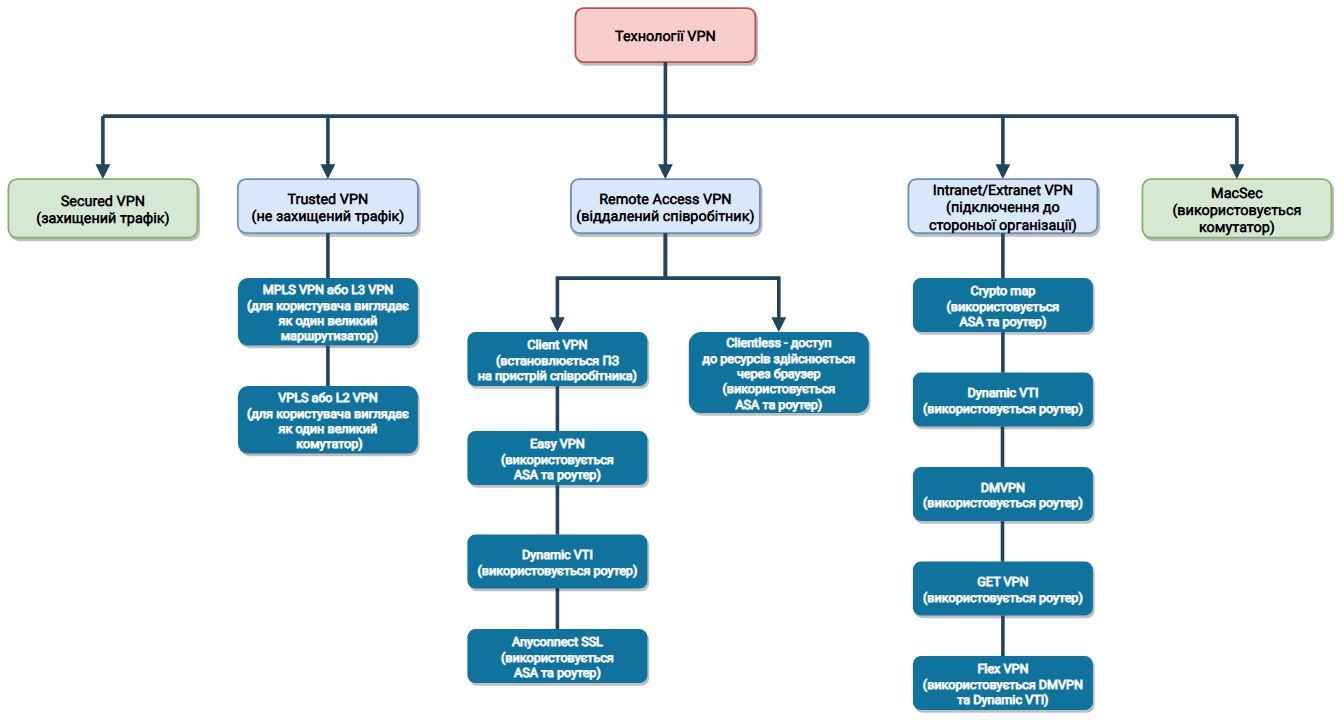 Технології VPN
Secured VPN
(захищений трафік)
Trusted VPN
(не захищений трафік)
Remote Access VPN
(віддалений співробітник)
Intranet/Extranet VPN
(підключення до
стороньої організації)
MacSec
(використовується
комутатор)
MPLS VPN або L3 VPN
(для користувача виглядає
як один великий
маршрутизатор)
VPLS або L2 VPN
(для користувача виглядає
як один великий
комутатор)
Client VPN
(встановлюється ПЗ
на пристрій співробітника)
Easy VPN
(використовується
ASA та роутер)
Dynamic VTI
(використовується роутер)
Anyconnect SSL
(використовується
ASA та роутер)
Clientless - доступ
до ресурсів здійснюється
через браузер
(використовується
ASA та роутер)
Crypto map
(використовується
ASA та роутер)
Dynamic VTI
(використовується роутер)
DMVPN
(використовується роутер)
GET VPN
(використовується роутер)
Flex VPN
(використовується DMVPN
та Dynamic VTI)